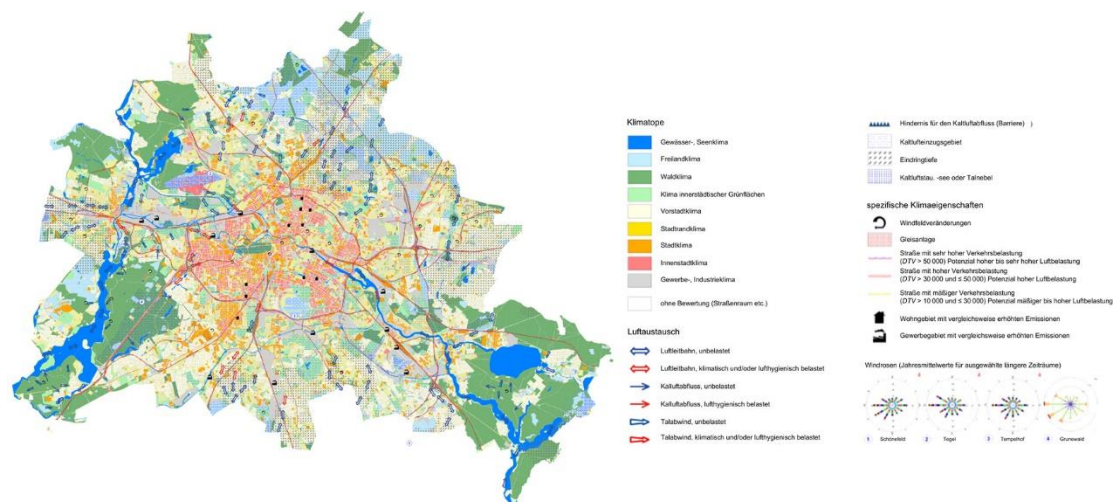 Klimatope
Gewässer-, Seenklima
Freilandklima
Waldklima
Klima innerstädtischer Grünflächen
Vorstadtklima
Stadtrandklima
Stadtklima
Innenstadtklima
Gewerbe-, Industrieklima
ohne Bewertung (Straßenraum etc.)
Luftaustausch
Luftleitbahn, unbelastet
Luftleitbahn, klimatisch und/oder lufthygienisch belastet
Kaltluftabfluss, unbelastet
Kaltluftabfluss, lufthygienisch belastet
Talabwind, unbelastet
Talabwind, klimatisch und/oder lufthygienisch belastet
Hindernis für den Kaltluftabfluss (Barriere) )
Kaltlufteinzugsgebiet
Eindringtiefe
Kaltluftstau, -see oder Talnebel
spezifische Klimaeigenschaften
Windfeldveränderungen
Gleisanlage
Straße mit sehr hoher Verkehrsbelastung
(DTV > 50 000) Potenzial hoher bis sehr hoher Luftbelastung
Straße mit hoher Verkehrsbelastung
(DTV > 30 000 und ≤ 50 000) Potenzial hoher Luftbelastung
Straße mit mäßiger Verkehrsbelastung
(DTV > 10 000 und ≤ 30 000) Potenzial mäßiger bis hoher Luftbelastung
Wohngebiet mit vergleichsweise erhöhten Emissionen
Gewerbegebiet mit vergleichsweise erhöhten Emissionen
Windrosen (Jahresmittelwerte für ausgewählte längere Zeiträume)
1 Schönefeld 2 Tegel 3 Tempelhof 4 Grunewald